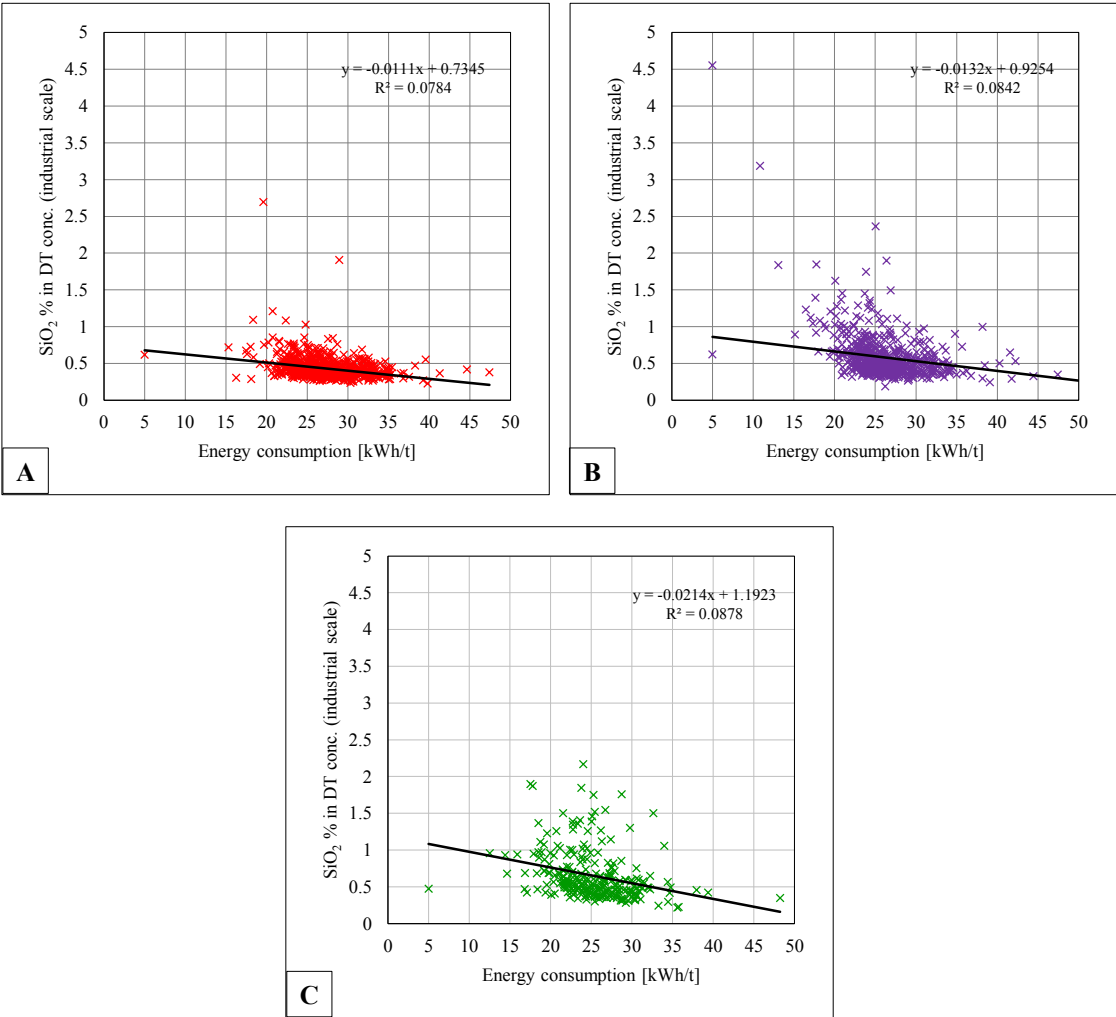 5
4.5
4
3.5
3
2.5
2
1.5
1
0.5
0
SiO2 % in DT conc. (industrial scale)
y = -0.0111x + 0.7345
R² = 0.0784
0 5 10 15 20 25 30 35 40 45 50
Energy consumption [kWh/t]
A
5
4.5
4
3.5
3
2.5
2
1.5
1
0.5
0
SiO2 % in DT conc. (industrial scale)
y = -0.0132x + 0.9254
R² = 0.0842
0 5 10 15 20 25 30 35 40 45 50
Energy consumption [kWh/t]
B
5
4.5
4
3.5
3
2.5
2
1.5
1
0.5
0
SiO2 % in DT conc. (industrial scale)
y = -0.0214x + 1.1923
R² = 0.0878
0 5 10 15 20 25 30 35 40 45 50
Energy consumption [kWh/t]
C